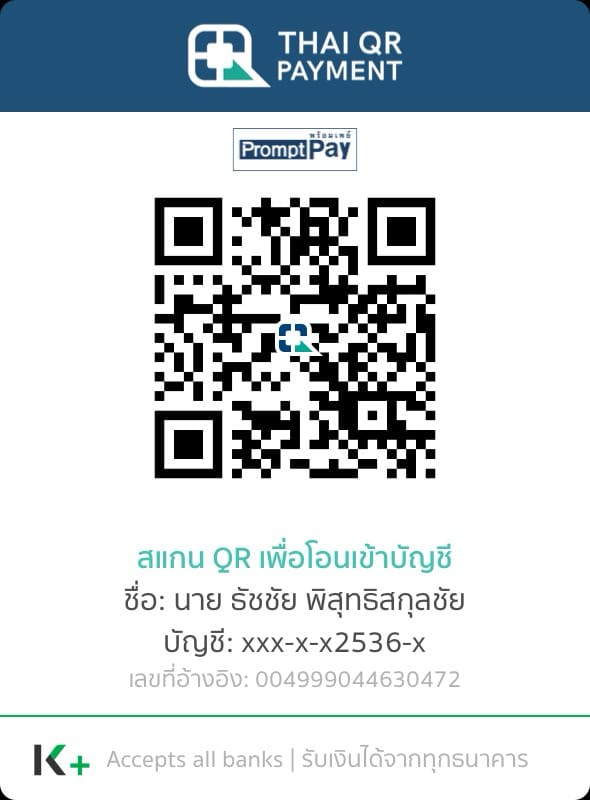 THAI QR
PAYMENT
พร้อมเพย์
PromptPay
สแกน QR เพื่อโอนเข้าบัญชี
ชื่อ: นาย ธัชชัย พิสุทธิสกุลชัย
บัญชี: xxx-x-x2536-x
เลขที่อ้างอิง: 004999044630472
K+ Accepts all banks | รับเงินได้จากทุกธนาคาร